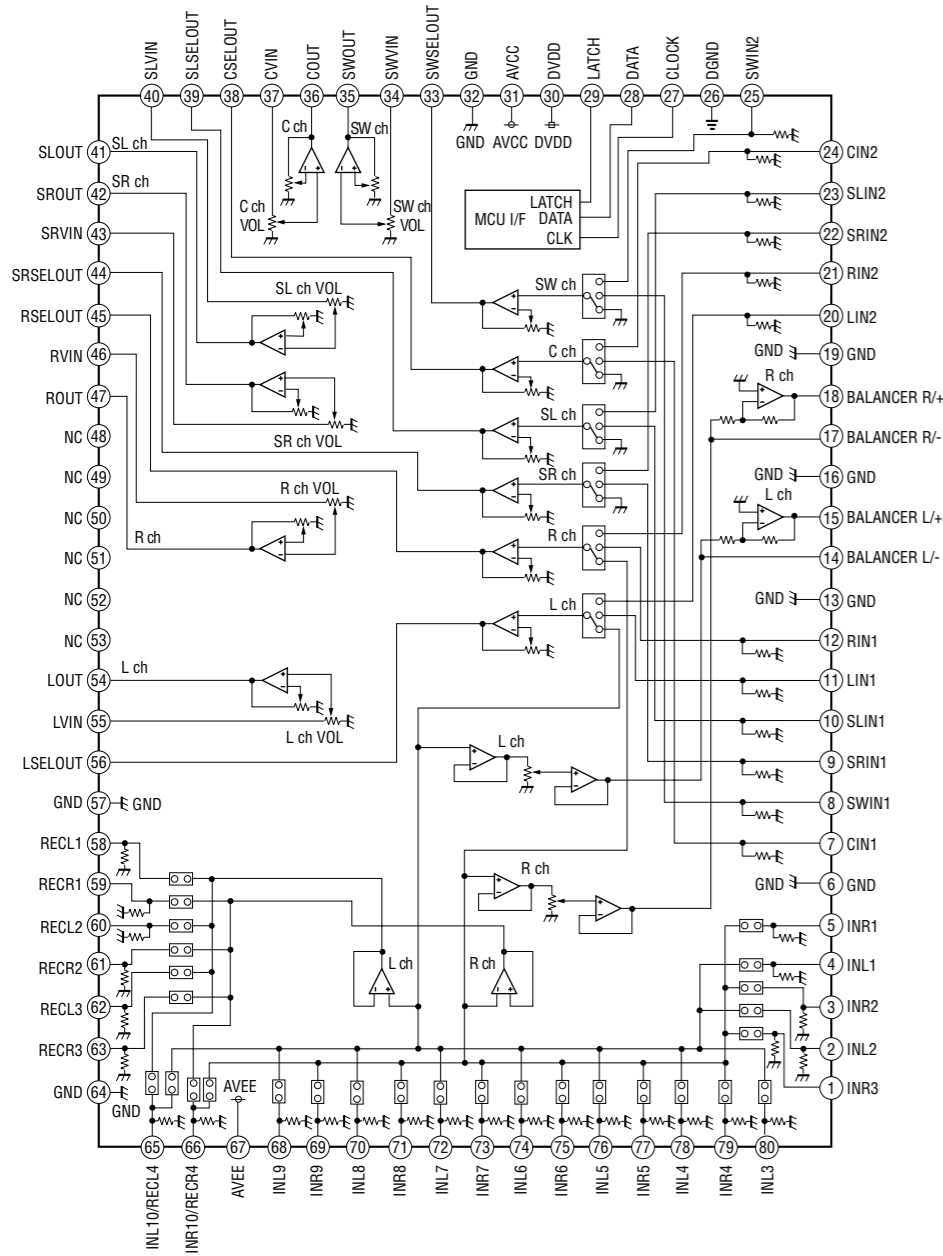 SLVIN
SLSELOUT
CSELOUT
CVIN
COUT
SWOUT
SWVIN
SWSELOUT
GND
AVCC
DVDD
LATCH
DATA
CLOCK
DGND
SWIN2
40 39 38 37 36 35 34 33 32 31 30 29 28 27 26 25
C ch
SW ch
GND AVCC DVDD
SLOUT 41 SL ch
24 CIN2
SROUT 42 SR ch
23 SLIN2
C ch
VOL
SW ch
VOL
LATCH
MCU I/F DATA
CLK
SRVIN 43
22 SRIN2
SRSELOUT 44
21 RIN2
SL ch VOL
SW ch
RSELOUT 45
20 LIN2
RVIN 46
C ch
GND 19 GND
ROUT 47
R ch
18 BALANCER R/+
NC 48
SL ch
17 BALANCER R/-
SR ch VOL
NC 49
SR ch
GND 16 GND
R ch VOL
NC 50
L ch
15 BALANCER L/+
R ch
R ch
NC 51
14 BALANCER L/-
NC 52
GND 13 GND
L ch
NC 53
12 RIN1
LOUT 54 L ch
11 LIN1
LVIN 55
10 SLIN1
L ch VOL
L ch
LSELOUT 56
9 SRIN1
GND 57 GND
8 SWIN1
RECL1 58
7 CIN1
R ch
RECR1 59
GND 6 GND
RECL2 60
5 INR1
RECR2 61
L ch
R ch
4 INL1
RECL3 62
3 INR2
RECR3 63
2 INL2
GND 64
GND
AVEE
1 INR3
65 66 67 68 69 70 71 72 73 74 75 76 77 78 79 80
INL10/RECL4
INR10/RECR4
AVEE
INL9
INR9
INL8
INR8
INL7
INR7
INL6
INR6
INL5
INR5
INL4
INR4
INL3